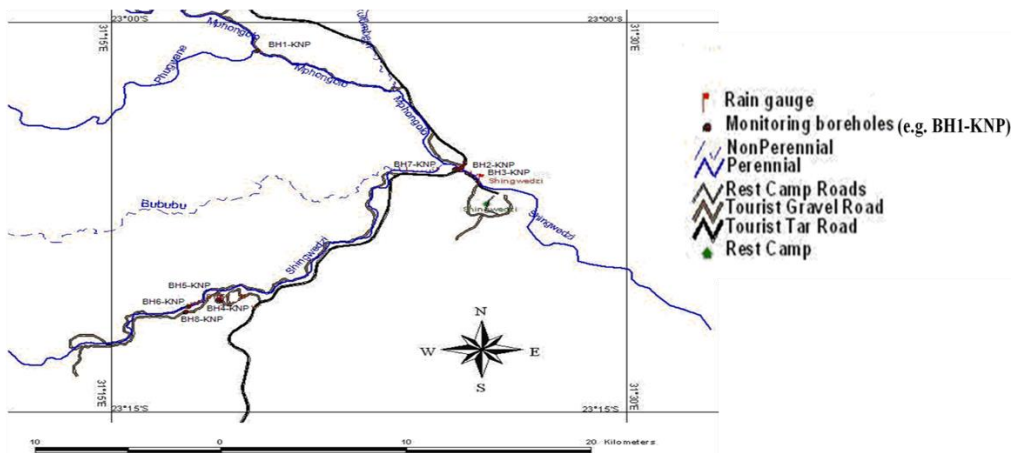 23°00'S
23°00'S
31°15'E
31°30'E
Mphongolo
BH1-KNP
Phugwane
Mphongolo
Mphongolo
BH7-KNP
BH2-KNP
BH3-KNP
Shingwedzi
Shingwedzi
Shingwedzi
Bububu
Shingwedzi
BH5-KNP
BH6-KNP
BH4-KNP
BH8-KNP
N
W
E
S
31°15'E
31°30'E
23°15'S
23°15'S
10 0 10 20 Kilometers
Rain gauge
Monitoring boreholes (e.g. BH1-KNP)
NonPerennial
Perennial
Rest Camp Roads
Tourist Gravel Road
Tourist Tar Road
Rest Camp